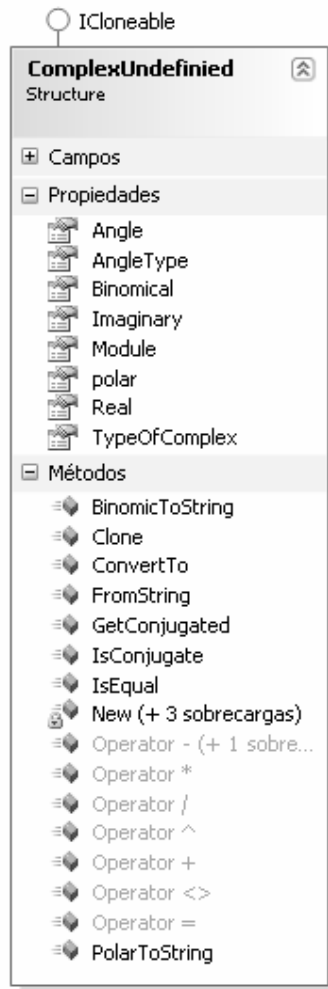 ICloneable
ComplexUndefinied
Structure
Campos
Propiedades
Angle
AngleType
Binomical
Imaginary
Module
polar
Real
TypeOfComplex
Métodos
BinomicToString
Clone
ConvertTo
FromString
GetConjugated
IsConjugate
IsEqual
New (+ 3 sobrecargas)
Operator - (+ 1 sobre...
Operator *
Operator /
Operator ^
Operator +
Operator <>
Operator =
PolarToString